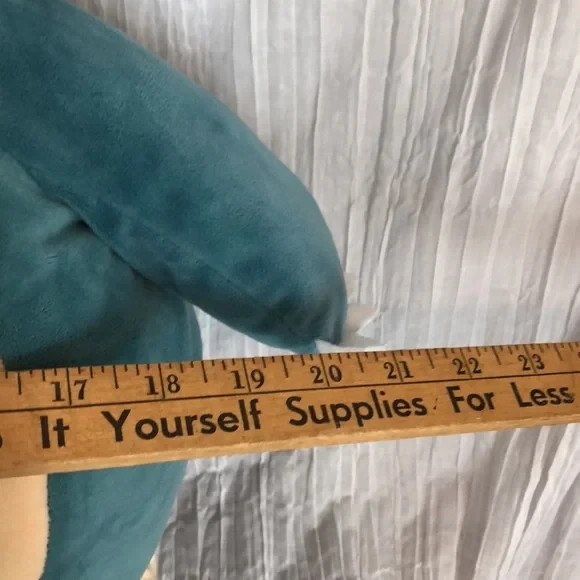 17 18 19 20 21 22 23
It Yourself Supplies For Less